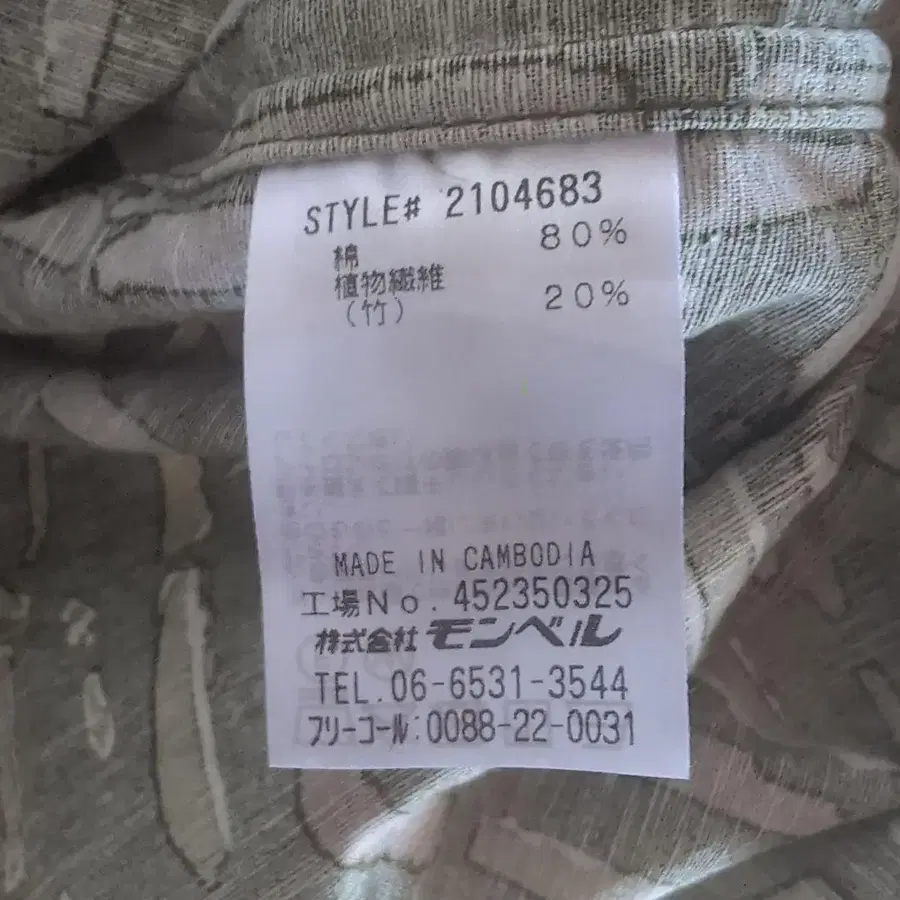 STYLE# 2104683
綿 80%
植物繊維 20%
(竹)
MADE IN CAMBODIA
工場No. 452350325
株式会社 モンベル
TEL.06-6531-3544
フリーコール:0088-22-0031